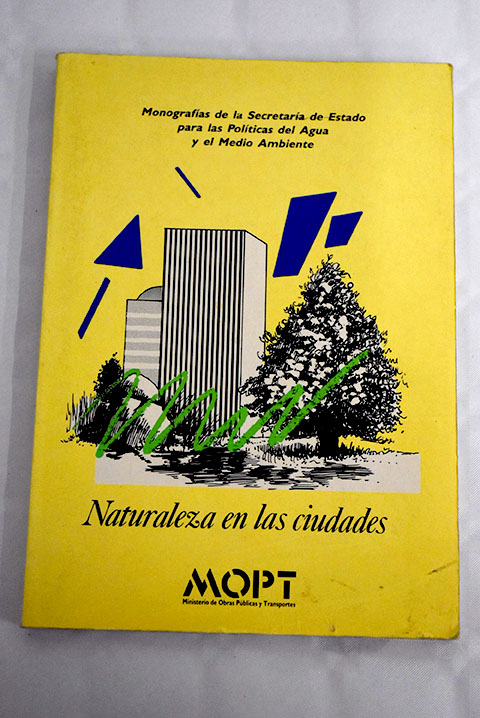 Monografías de la Secretaría de Estado
para las Políticas del Agua
y el Medio Ambiente
Naturaleza en las ciudades
MOPT
Ministerio de Obras Públicas y Transportes